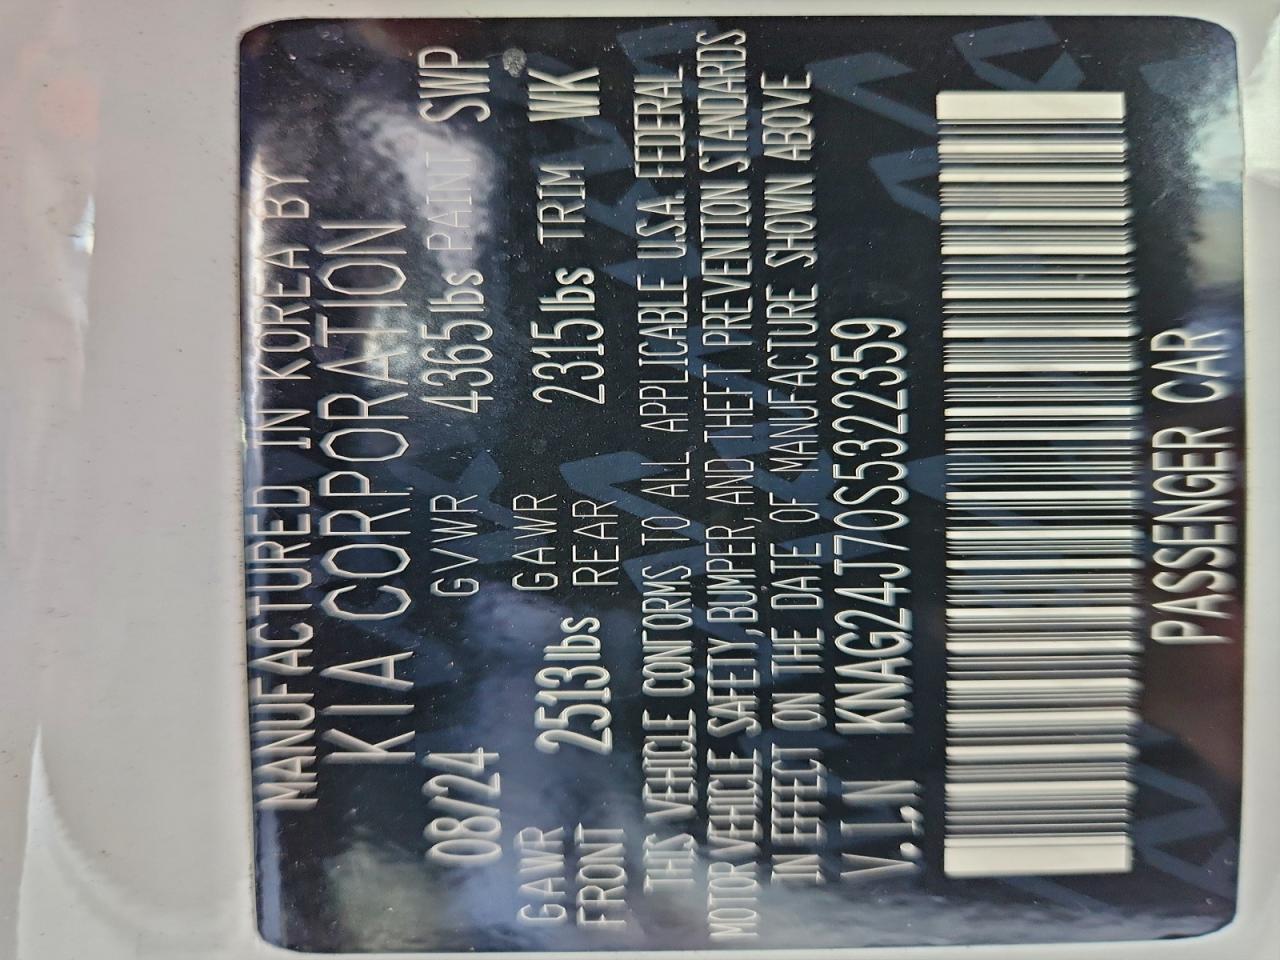 MANUFACTURED IN KOREA BY
KIA CORPORATION
08/24 GVWR 4365lbs PAINT SWP
GAWR FRONT 2513lbs GAWR REAR 2315lbs TRIM WK
THIS VEHICLE CONFORMS TO ALL APPLICABLE U.S.A. FEDERAL
MOTOR VEHICLE SAFETY, BUMPER, AND THEFT PREVENTION STANDARDS
IN EFFECT ON THE DATE OF MANUFACTURE SHOWN ABOVE
V.I.N KNAG24J70S5322359
PASSENGER CAR